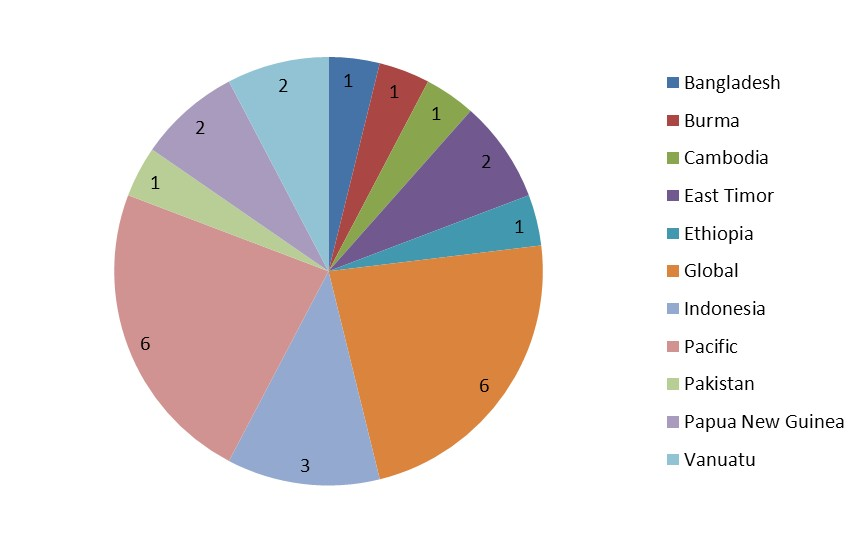 1
1
1
2
1
6
3
6
1
2
2
Bangladesh
Burma
Cambodia
East Timor
Ethiopia
Global
Indonesia
Pacific
Pakistan
Papua New Guinea
Vanuatu